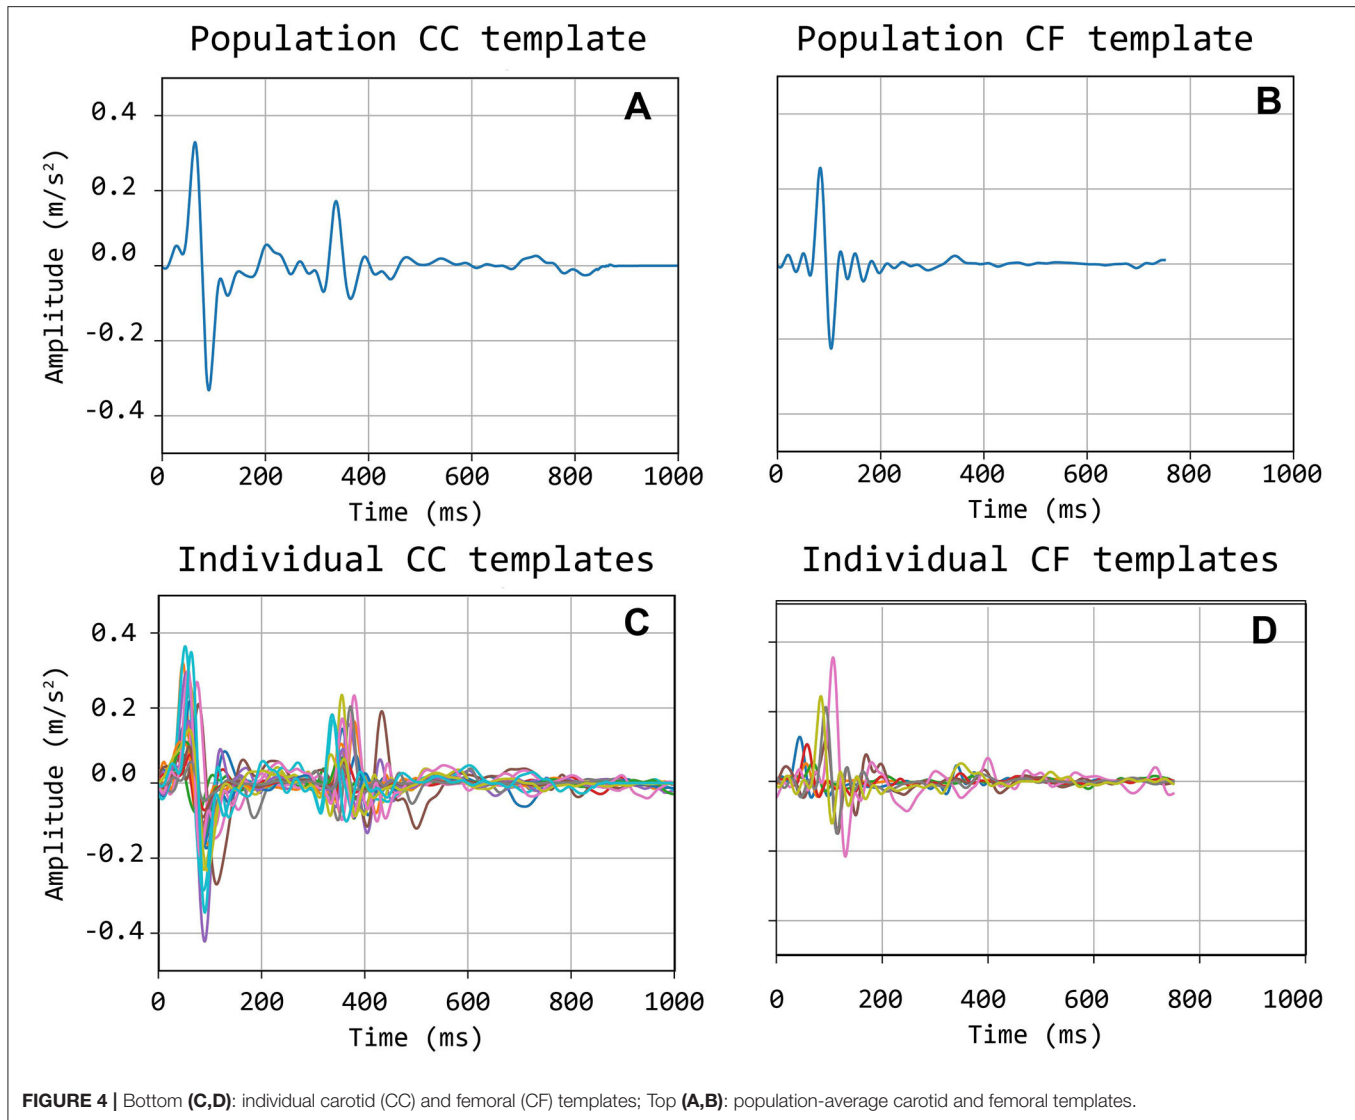 Population CC template
Population CF template
A
B
0.4
0.2
0.0
-0.2
-0.4
Amplitude (m/s²)
0 200 400 600 800 1000
Time (ms)
0 200 400 600 800 1000
Time (ms)
Individual CC templates
Individual CF templates
C
D
0.4
0.2
0.0
-0.2
-0.4
Amplitude (m/s²)
0 200 400 600 800 1000
Time (ms)
0 200 400 600 800 1000
Time (ms)
FIGURE 4 | Bottom (C,D): individual carotid (CC) and femoral (CF) templates; Top (A,B): population-average carotid and femoral templates.